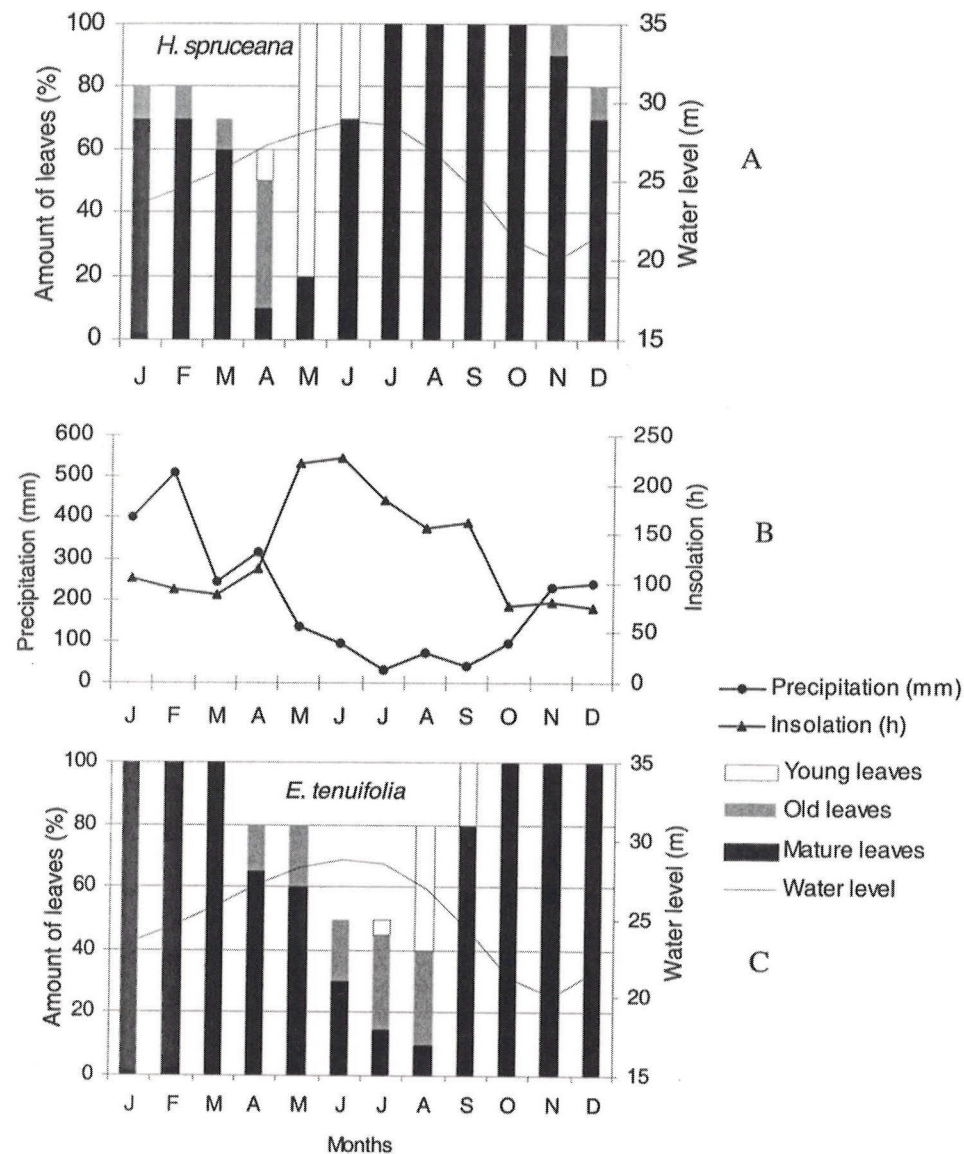 H. spruceana
Amount of leaves (%)
100
80
60
40
20
0
35
30
25
20
15
Water level (m)
A
J F M A M J J A S O N D
Precipitation (mm)
600
500
400
300
200
100
0
250
200
150
100
50
0
Insolation (h)
B
J F M A M J J A S O N D
Precipitation (mm)
Insolation (h)
Young leaves
Old leaves
Mature leaves
Water level
E. tenuifolia
Amount of leaves (%)
100
80
60
40
20
0
35
30
25
20
15
Water level (m)
C
J F M A M J J A S O N D
Months